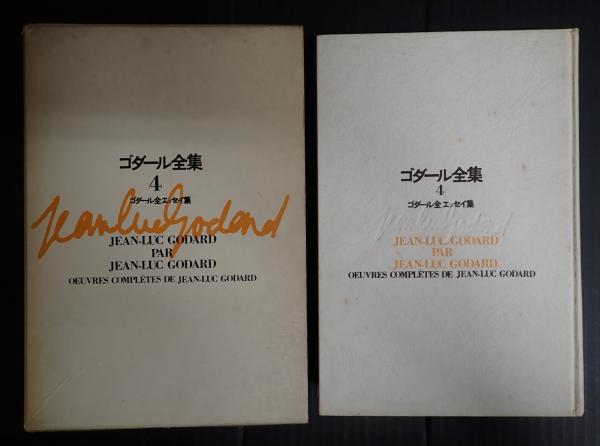 ゴダール全集
4
ゴダール全エッセイ集
Jean-Luc Godard
JEAN-LUC GODARD
PAR
JEAN-LUC GODARD
OEUVRES COMPLÈTES DE JEAN-LUC GODARD
ゴダール全集
4
ゴダール全エッセイ集
Jean-Luc Godard
JEAN-LUC GODARD
PAR
JEAN-LUC GODARD
OEUVRES COMPLÈTES DE JEAN-LUC GODARD